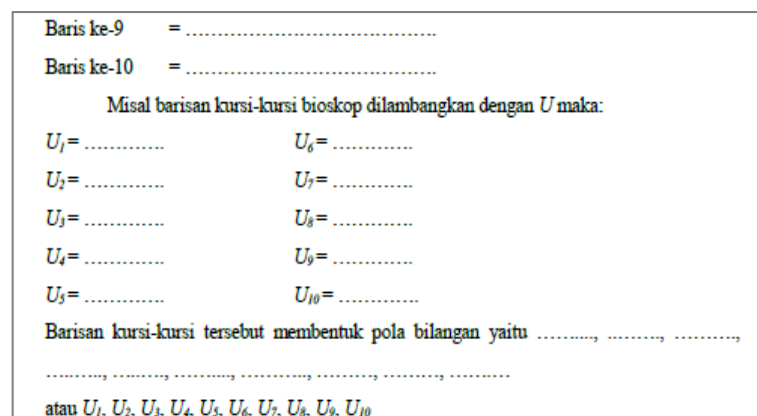 Baris ke-9 = ……………………………………
Baris ke-10 = ……………………………………
Misal barisan kursi-kursi bioskop dilambangkan dengan U maka:
U₁= ………….. U₆= …………..
U₂= ………….. U₇= …………..
U₃= ………….. U₈= …………..
U₄= ………….. U₉= …………..
U₅= ………….. U₁₀= …………..
Barisan kursi-kursi tersebut membentuk pola bilangan yaitu ………., ………, ……….,
………, ………, ………., ……….., ………, ………, ………
atau U₁, U₂, U₃, U₄, U₅, U₆, U₇, U₈, U₉, U₁₀